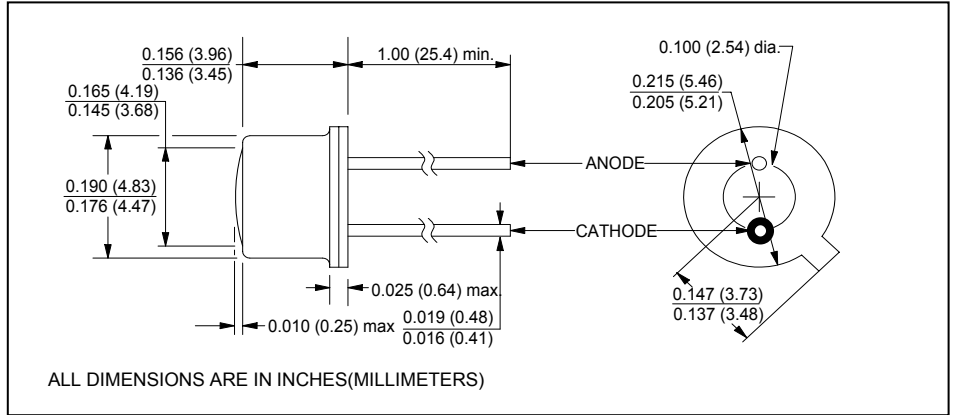 0.156 (3.96)
0.136 (3.45)
1.00 (25.4) min.
0.100 (2.54) dia.
0.165 (4.19)
0.145 (3.68)
0.215 (5.46)
0.205 (5.21)
ANODE
0.190 (4.83)
0.176 (4.47)
CATHODE
0.025 (0.64) max.
0.147 (3.73)
0.137 (3.48)
0.010 (0.25) max
0.019 (0.48)
0.016 (0.41)
ALL DIMENSIONS ARE IN INCHES(MILLIMETERS)